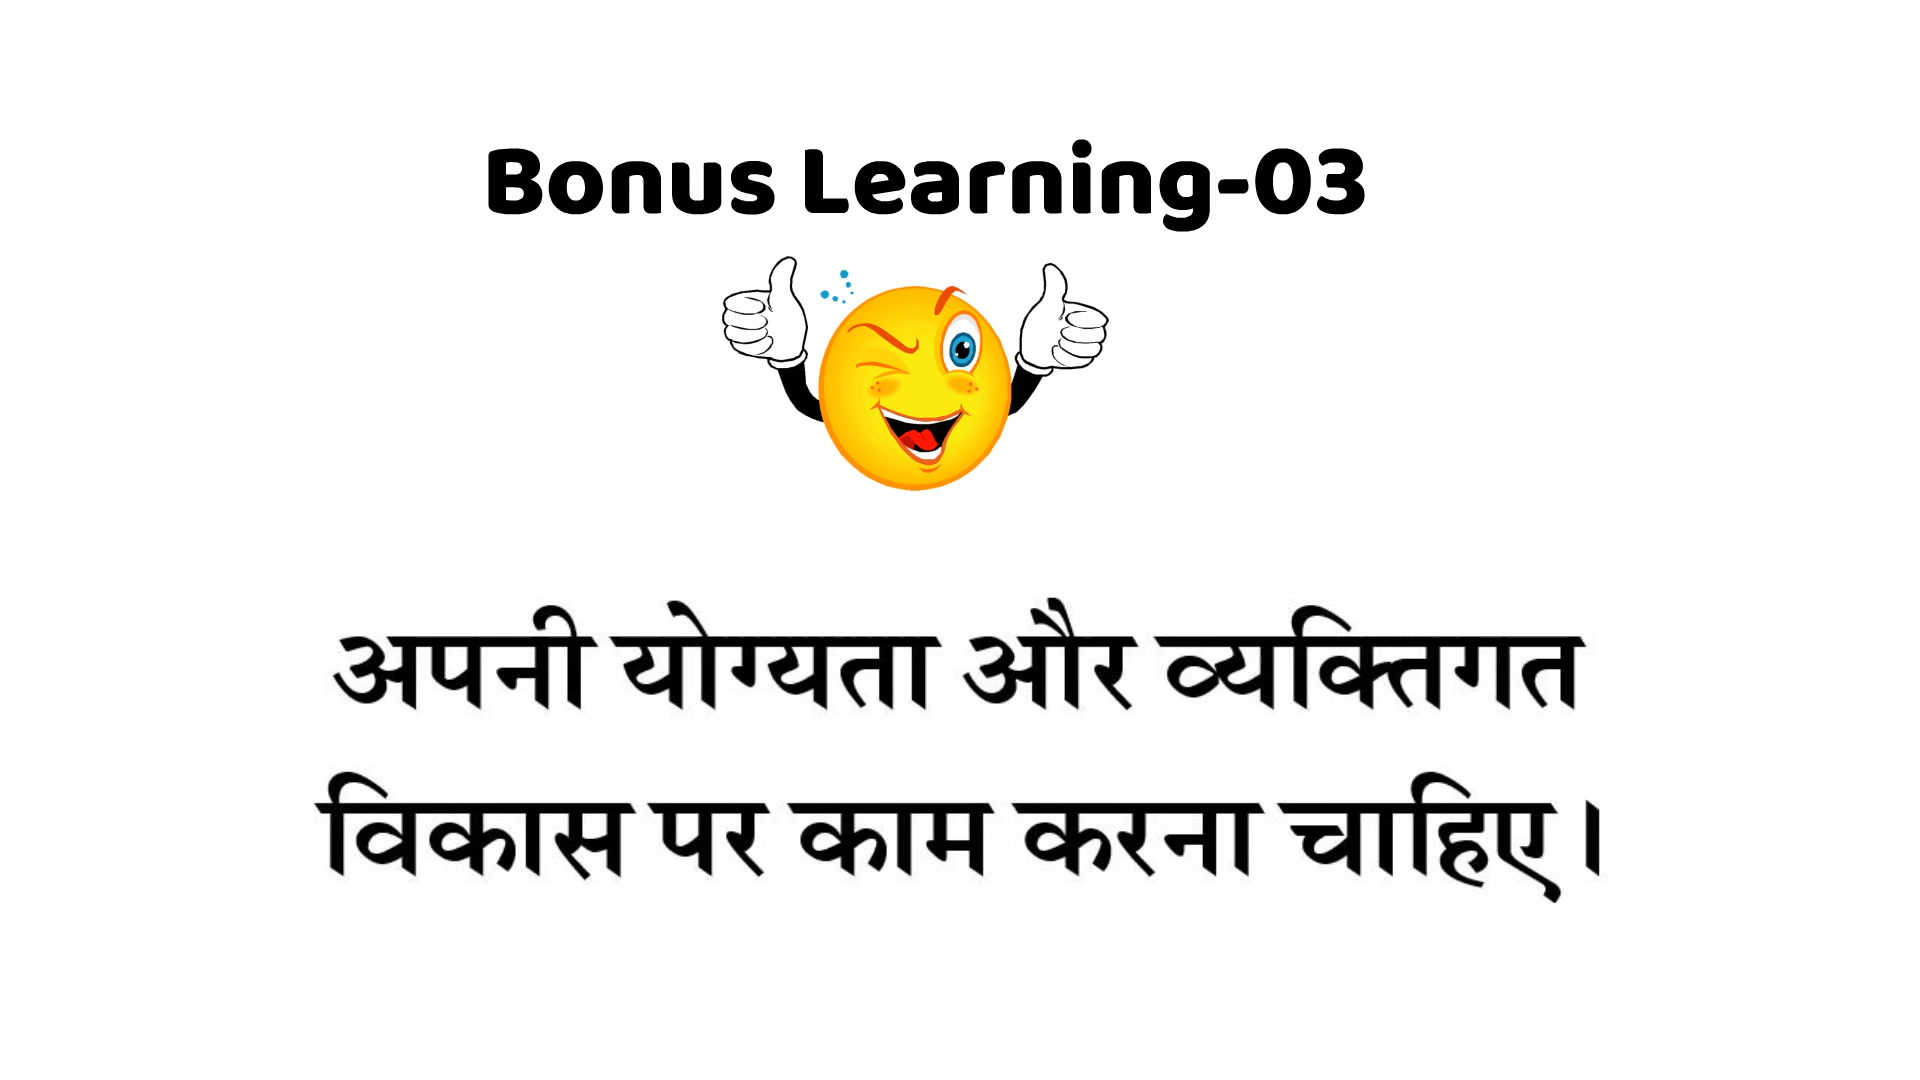 Bonus Learning-03
अपनी योग्यता और व्यक्तिगत
विकास पर काम करना चाहिए।